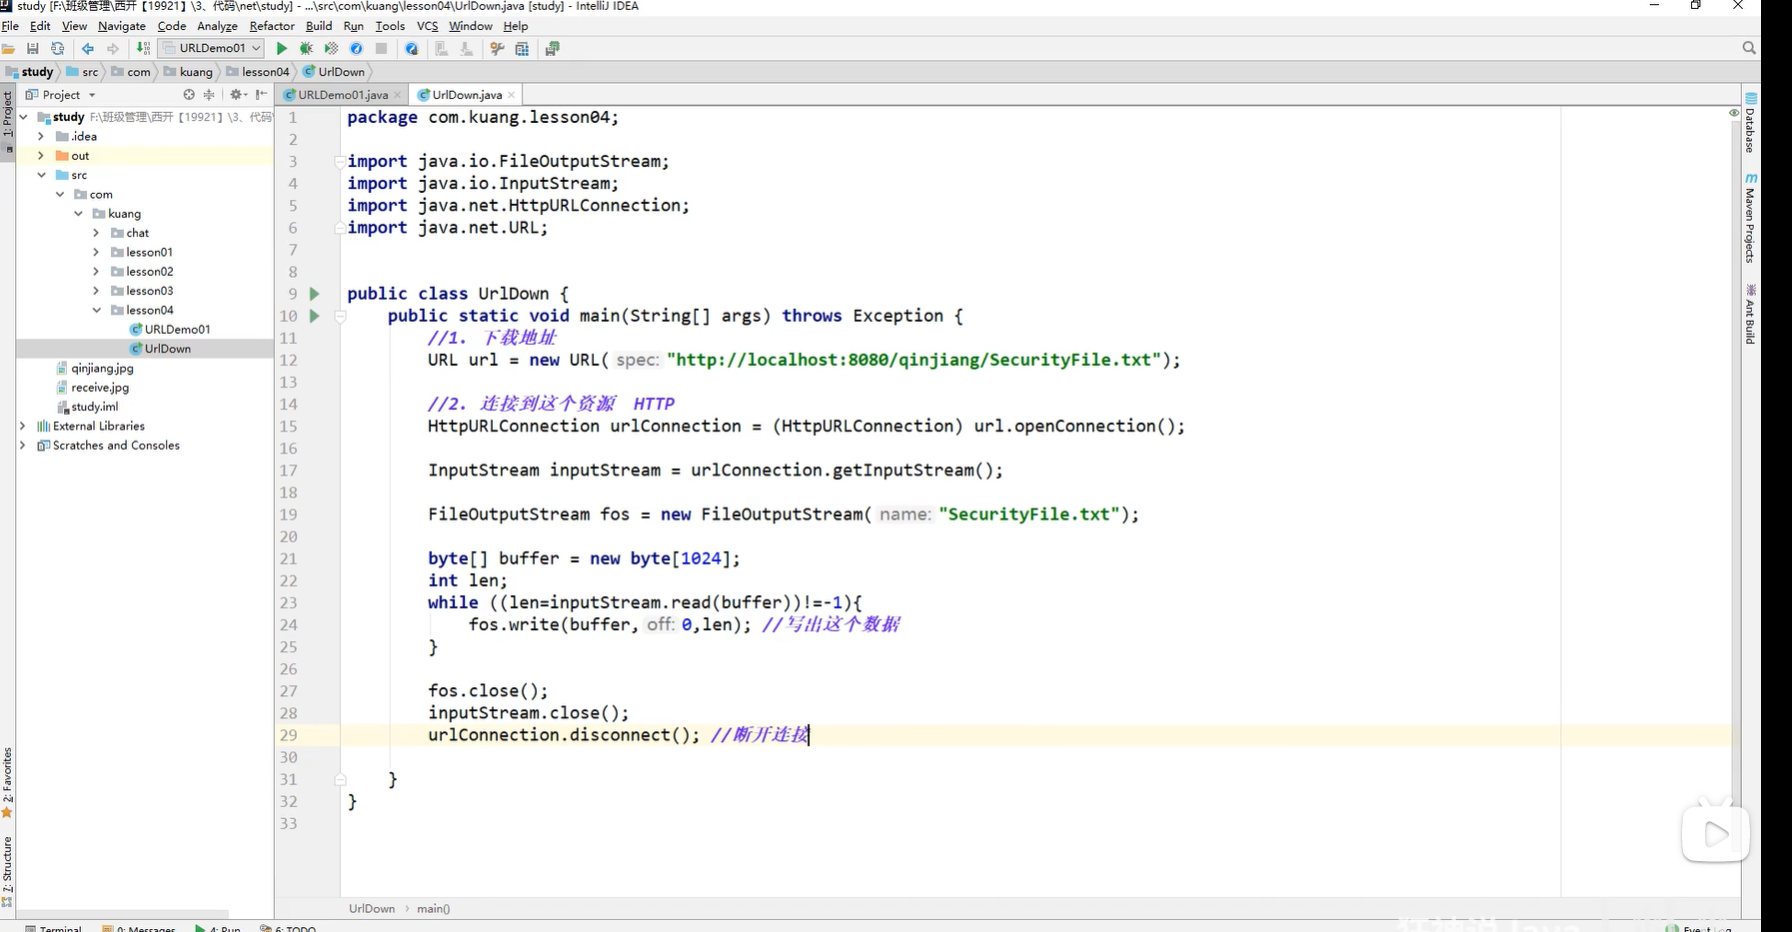 study [F:\班级管理\西开【19921】\3、代码\net\study] - ...\src\com\kuang\lesson04\UrlDown.java [study] - IntelliJ IDEA
File Edit View Navigate Code Analyze Refactor Build Run Tools VCS Window Help
URLDemo01
study src com kuang lesson04 UrlDown
Project
URLDemo01.java UrlDown.java
study F:\班级管理\西开【19921】\3、代码
.idea
out
src
com
kuang
chat
lesson01
lesson02
lesson03
lesson04
URLDemo01
UrlDown
qinjiang.jpg
receive.jpg
study.iml
External Libraries
Scratches and Consoles
1: Project
2: Favorites
7: Structure
1 package com.kuang.lesson04;
2
3 import java.io.FileOutputStream;
4 import java.io.InputStream;
5 import java.net.HttpURLConnection;
6 import java.net.URL;
7
8
9 public class UrlDown {
10 public static void main(String[] args) throws Exception {
11 //1. 下载地址
12 URL url = new URL( spec: "http://localhost:8080/qinjiang/SecurityFile.txt");
13
14 //2. 连接到这个资源 HTTP
15 HttpURLConnection urlConnection = (HttpURLConnection) url.openConnection();
16
17 InputStream inputStream = urlConnection.getInputStream();
18
19 FileOutputStream fos = new FileOutputStream( name: "SecurityFile.txt");
20
21 byte[] buffer = new byte[1024];
22 int len;
23 while ((len=inputStream.read(buffer))!=-1){
24 fos.write(buffer, off: 0,len); //写出这个数据
25 }
26
27 fos.close();
28 inputStream.close();
29 urlConnection.disconnect(); //断开连接
30
31 }
32 }
33
Database
Maven Projects
Ant Build
UrlDown main()
Terminal 0: Messages 4: Run 6: TODO Event Log